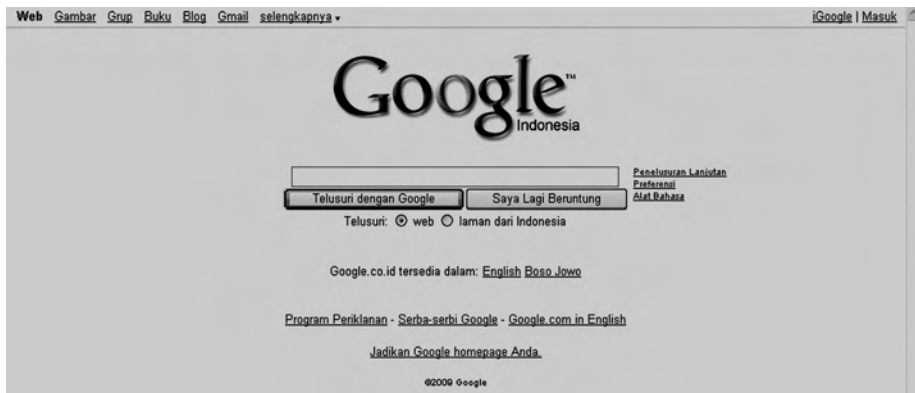 Web Gambar Grup Buku Blog Gmail selengkapnya ▾ iGoogle | Masuk
Google™
Indonesia
Penelusuran Lanjutan
Preferensi
Alat Bahasa
Telusuri dengan Google Saya Lagi Beruntung
Telusuri: web laman dari Indonesia
Google.co.id tersedia dalam: English Boso Jowo
Program Periklanan - Serba-serbi Google - Google.com in English
Jadikan Google homepage Anda.
©2009 Google